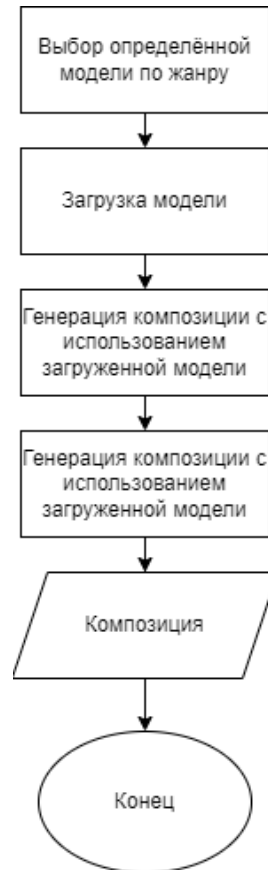 Выбор определённой
модели по жанру
Загрузка модели
Генерация композиции с
использованием
загруженной модели
Генерация композиции с
использованием
загруженной модели
Композиция
Конец